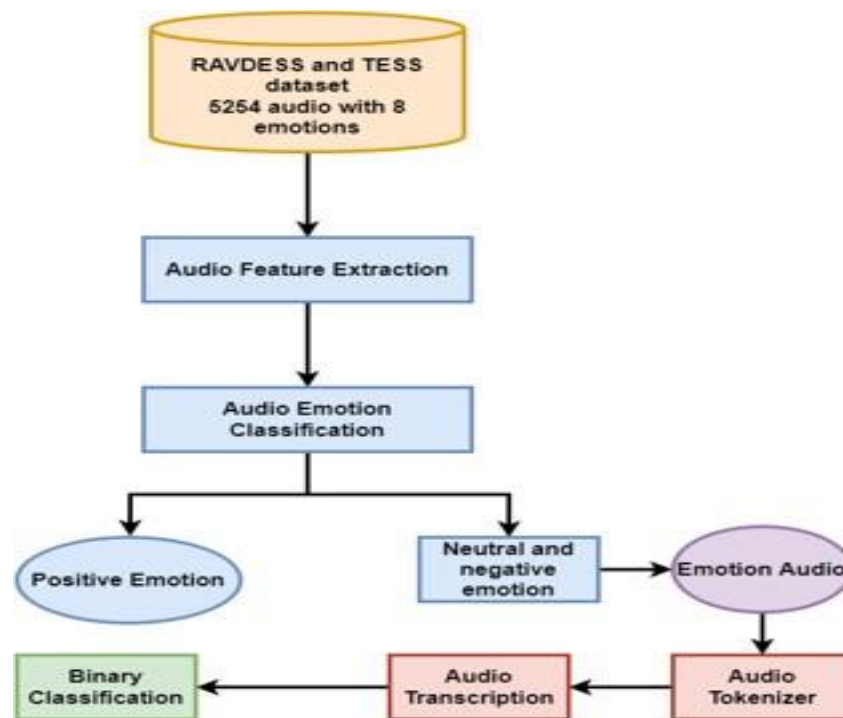 RAVDESS and TESS
dataset
5254 audio with 8
emotions
Audio Feature Extraction
Audio Emotion
Classification
Positive Emotion
Neutral and
negative
emotion
Emotion Audio
Binary
Classification
Audio
Transcription
Audio
Tokenizer